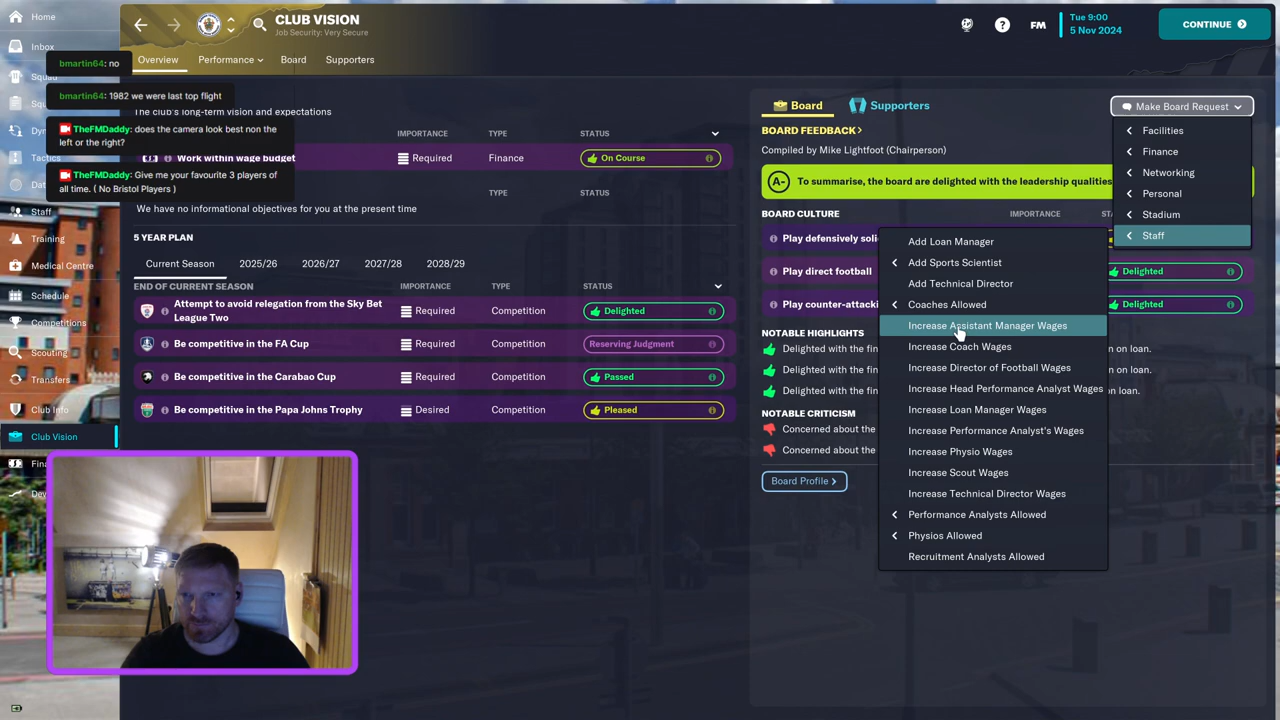 Home
CLUB VISION
Job Security: Very Secure
FM
Tue 9:00
5 Nov 2024
CONTINUE
Inbox
Overview
Performance
Board
Supporters
bmartin64: no
Squad
bmartin64: 1982 we were last top flight
The club's long-term vision and expectations
TheFMDaddy: does the camera look best non the
left or the right?
IMPORTANCE
TYPE
STATUS
Tactics
Work within wage budget
Required
Finance
On Course
TheFMDaddy: Give me your favourite 3 players of
all time. ( No Bristol Players )
TYPE
STATUS
Staff
We have no informational objectives for you at the present time
Training
5 YEAR PLAN
Medical Centre
Current Season
2025/26
2026/27
2027/28
2028/29
END OF CURRENT SEASON
IMPORTANCE
TYPE
STATUS
Schedule
Attempt to avoid relegation from the Sky Bet
League Two
Required
Competition
Delighted
Competitions
Be competitive in the FA Cup
Required
Competition
Reserving Judgment
Scouting
Be competitive in the Carabao Cup
Required
Competition
Passed
Transfers
Be competitive in the Papa Johns Trophy
Desired
Competition
Pleased
Club Info
Club Vision
Fina
Dev
Board
Supporters
Make Board Request
BOARD FEEDBACK
Compiled by Mike Lightfoot (Chairperson)
A-
To summarise, the board are delighted with the leadership qualities
BOARD CULTURE
IMPORTANCE
STA
Play defensively soli
Play direct football
Delighted
Play counter-attacki
Delighted
NOTABLE HIGHLIGHTS
Delighted with the fin
on loan.
Delighted with the fin
on loan.
Delighted with the fin
an.
NOTABLE CRITICISM
Concerned about the
Concerned about the
Board Profile
Facilities
Finance
Networking
Personal
Stadium
Staff
Add Loan Manager
Add Sports Scientist
Add Technical Director
Coaches Allowed
Increase Assistant Manager Wages
Increase Coach Wages
Increase Director of Football Wages
Increase Head Performance Analyst Wages
Increase Loan Manager Wages
Increase Performance Analyst's Wages
Increase Physio Wages
Increase Scout Wages
Increase Technical Director Wages
Performance Analysts Allowed
Physios Allowed
Recruitment Analysts Allowed